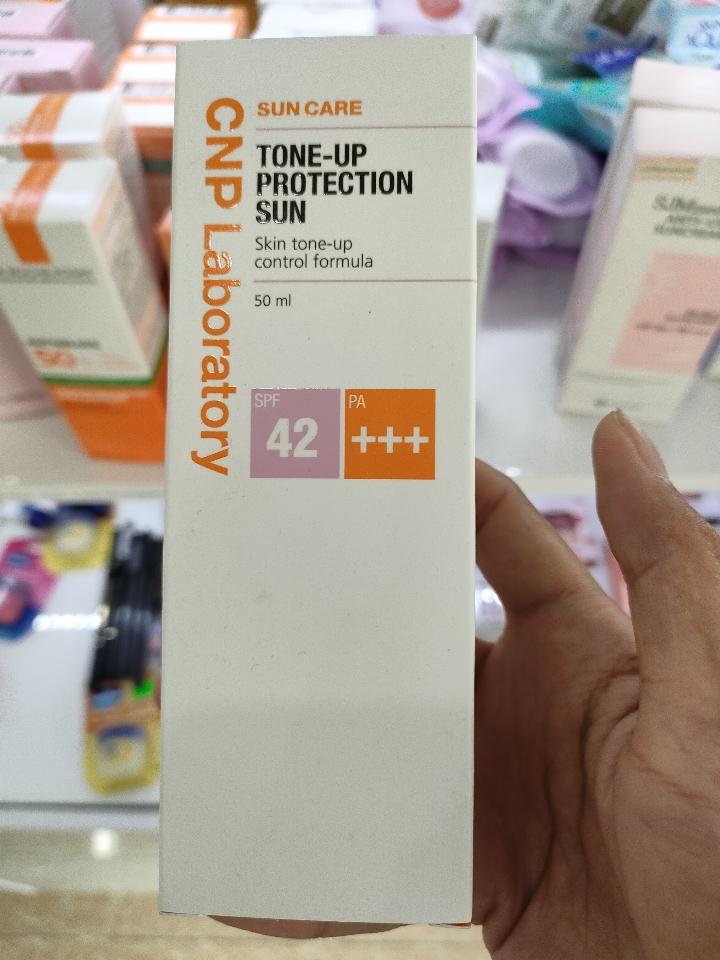 CNP Laboratory
SUN CARE
TONE-UP
PROTECTION
SUN
Skin tone-up
control formula
50 ml
SPF
42
PA
+++